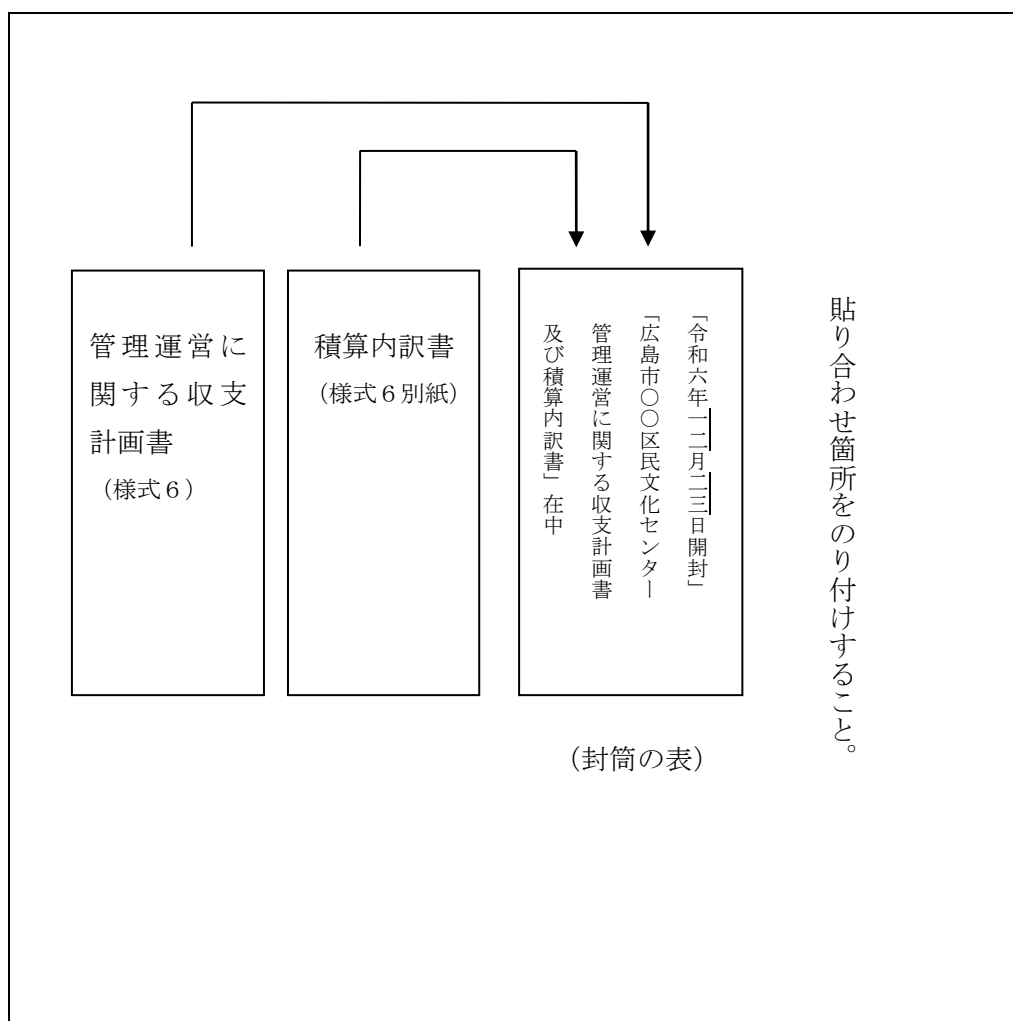 貼り合わせ箇所をのり付けすること。
「令和六年一二月二三日開封」
「広島市〇〇区民文化センター
管理運営に関する収支計画書
及び積算内訳書」在中
(封筒の表)
積算内訳書
(様式6別紙)
管理運営に
関する収支
計画書
(様式6)